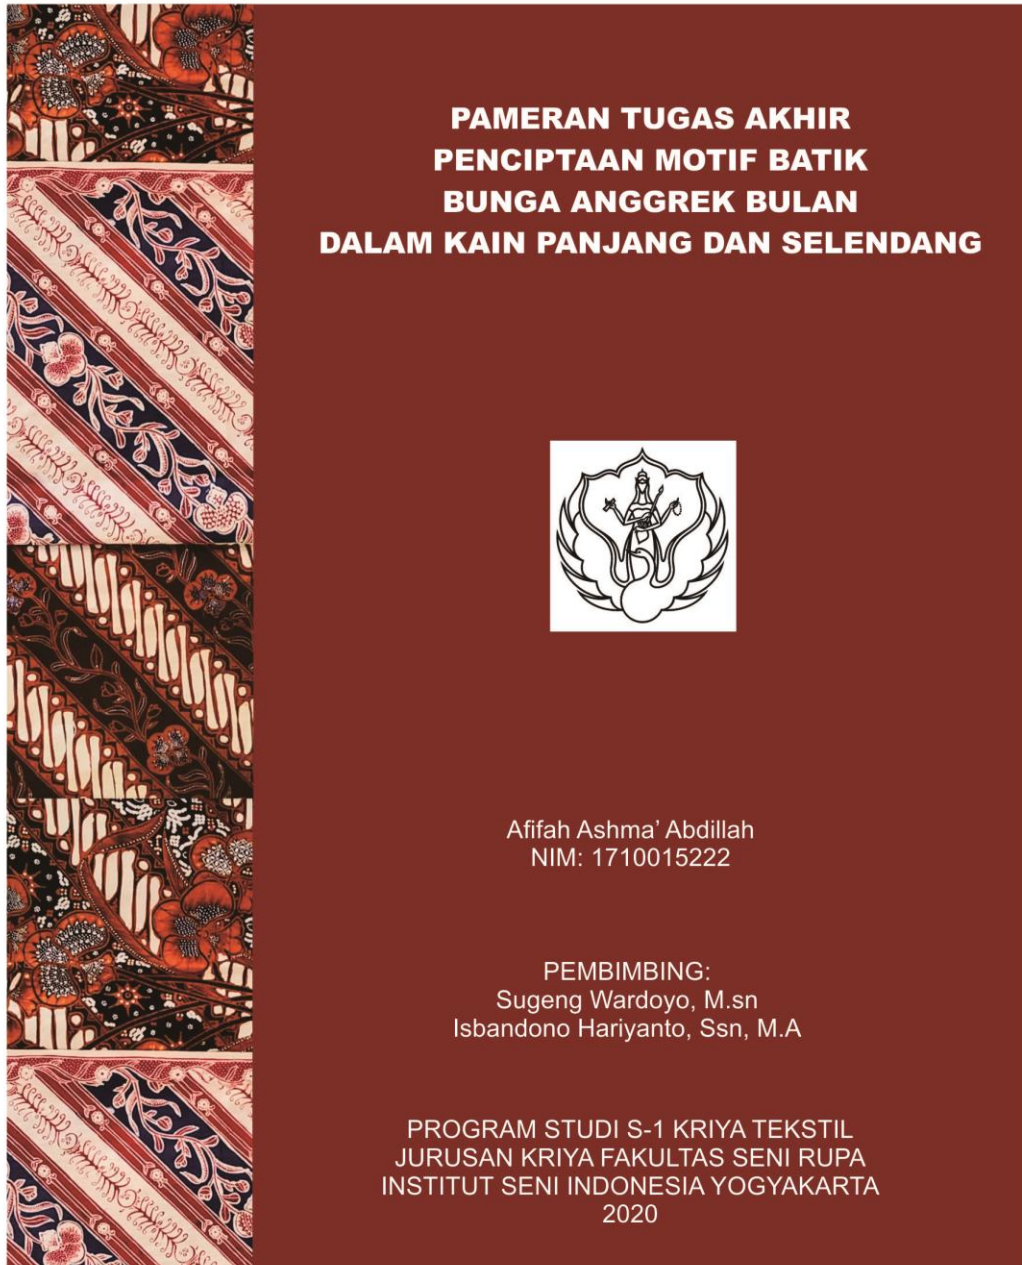 PAMERAN TUGAS AKHIR
PENCIPTAAN MOTIF BATIK
BUNGA ANGGREK BULAN
DALAM KAIN PANJANG DAN SELENDANG
Afifah Ashma’ Abdillah
NIM: 1710015222
PEMBIMBING:
Sugeng Wardoyo, M.sn
Isbandono Hariyanto, Ssn, M.A
PROGRAM STUDI S-1 KRIYA TEKSTIL
JURUSAN KRIYA FAKULTAS SENI RUPA
INSTITUT SENI INDONESIA YOGYAKARTA
2020